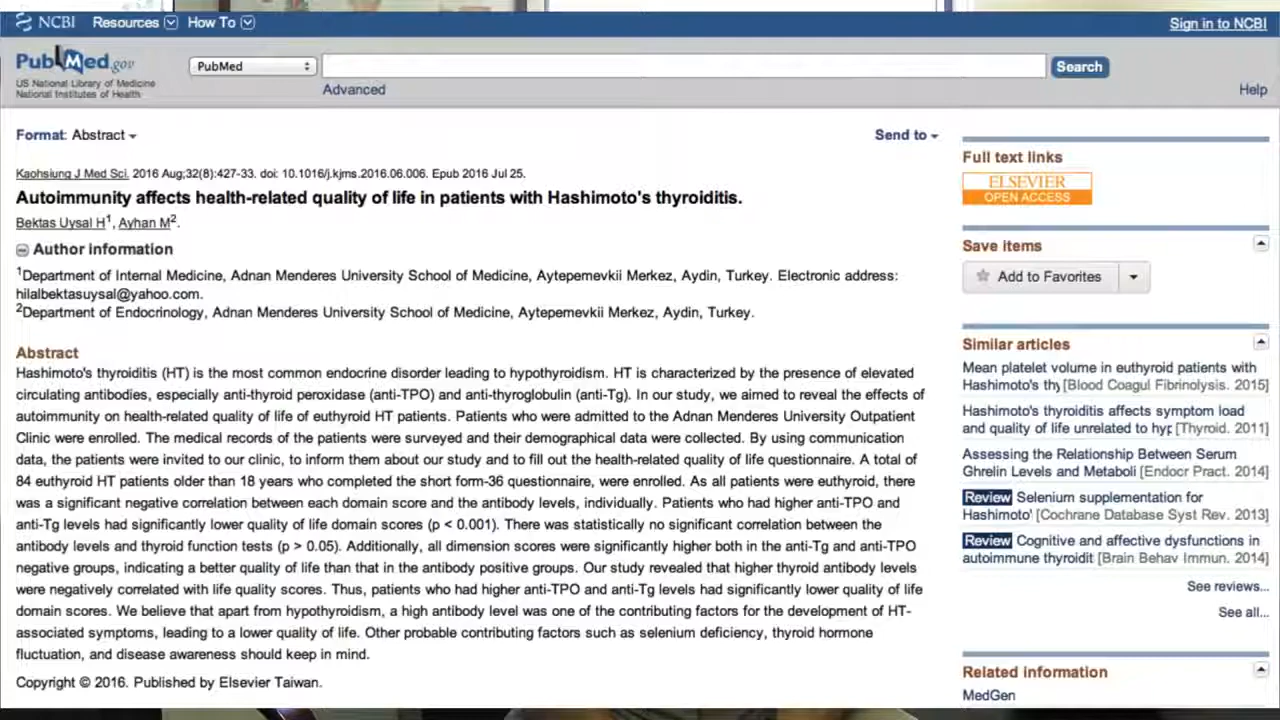 NCBI Resources How To Sign in to NCBI
PubMed.gov
US National Library of Medicine
National Institutes of Health
PubMed
Search
Advanced
Help
Format: Abstract
Send to
Kaohsiung J Med Sci. 2016 Aug;32(8):427-33. doi: 10.1016/j.kjms.2016.06.006. Epub 2016 Jul 25.
Autoimmunity affects health-related quality of life in patients with Hashimoto's thyroiditis.
Bektas Uysal H1, Ayhan M2.
Author information
1Department of Internal Medicine, Adnan Menderes University School of Medicine, Aytepemevkii Merkez, Aydin, Turkey. Electronic address:
hilalbektasuysal@yahoo.com.
2Department of Endocrinology, Adnan Menderes University School of Medicine, Aytepemevkii Merkez, Aydin, Turkey.
Abstract
Hashimoto's thyroiditis (HT) is the most common endocrine disorder leading to hypothyroidism. HT is characterized by the presence of elevated
circulating antibodies, especially anti-thyroid peroxidase (anti-TPO) and anti-thyroglobulin (anti-Tg). In our study, we aimed to reveal the effects of
autoimmunity on health-related quality of life of euthyroid HT patients. Patients who were admitted to the Adnan Menderes University Outpatient
Clinic were enrolled. The medical records of the patients were surveyed and their demographical data were collected. By using communication
data, the patients were invited to our clinic, to inform them about our study and to fill out the health-related quality of life questionnaire. A total of
84 euthyroid HT patients older than 18 years who completed the short form-36 questionnaire, were enrolled. As all patients were euthyroid, there
was a significant negative correlation between each domain score and the antibody levels, individually. Patients who had higher anti-TPO and
anti-Tg levels had significantly lower quality of life domain scores (p < 0.001). There was statistically no significant correlation between the
antibody levels and thyroid function tests (p > 0.05). Additionally, all dimension scores were significantly higher both in the anti-Tg and anti-TPO
negative groups, indicating a better quality of life than that in the antibody positive groups. Our study revealed that higher thyroid antibody levels
were negatively correlated with life quality scores. Thus, patients who had higher anti-TPO and anti-Tg levels had significantly lower quality of life
domain scores. We believe that apart from hypothyroidism, a high antibody level was one of the contributing factors for the development of HT-
associated symptoms, leading to a lower quality of life. Other probable contributing factors such as selenium deficiency, thyroid hormone
fluctuation, and disease awareness should keep in mind.
Copyright © 2016. Published by Elsevier Taiwan.
Full text links
ELSEVIER
OPEN ACCESS
Save items
Add to Favorites
Similar articles
Mean platelet volume in euthyroid patients with
Hashimoto's thy [Blood Coagul Fibrinolysis. 2015]
Hashimoto's thyroiditis affects symptom load
and quality of life unrelated to hyp [Thyroid. 2011]
Assessing the Relationship Between Serum
Ghrelin Levels and Metaboli [Endocr Pract. 2014]
Review Selenium supplementation for
Hashimoto' [Cochrane Database Syst Rev. 2013]
Review Cognitive and affective dysfunctions in
autoimmune thyroidit [Brain Behav Immun. 2014]
See reviews...
See all...
Related information
MedGen